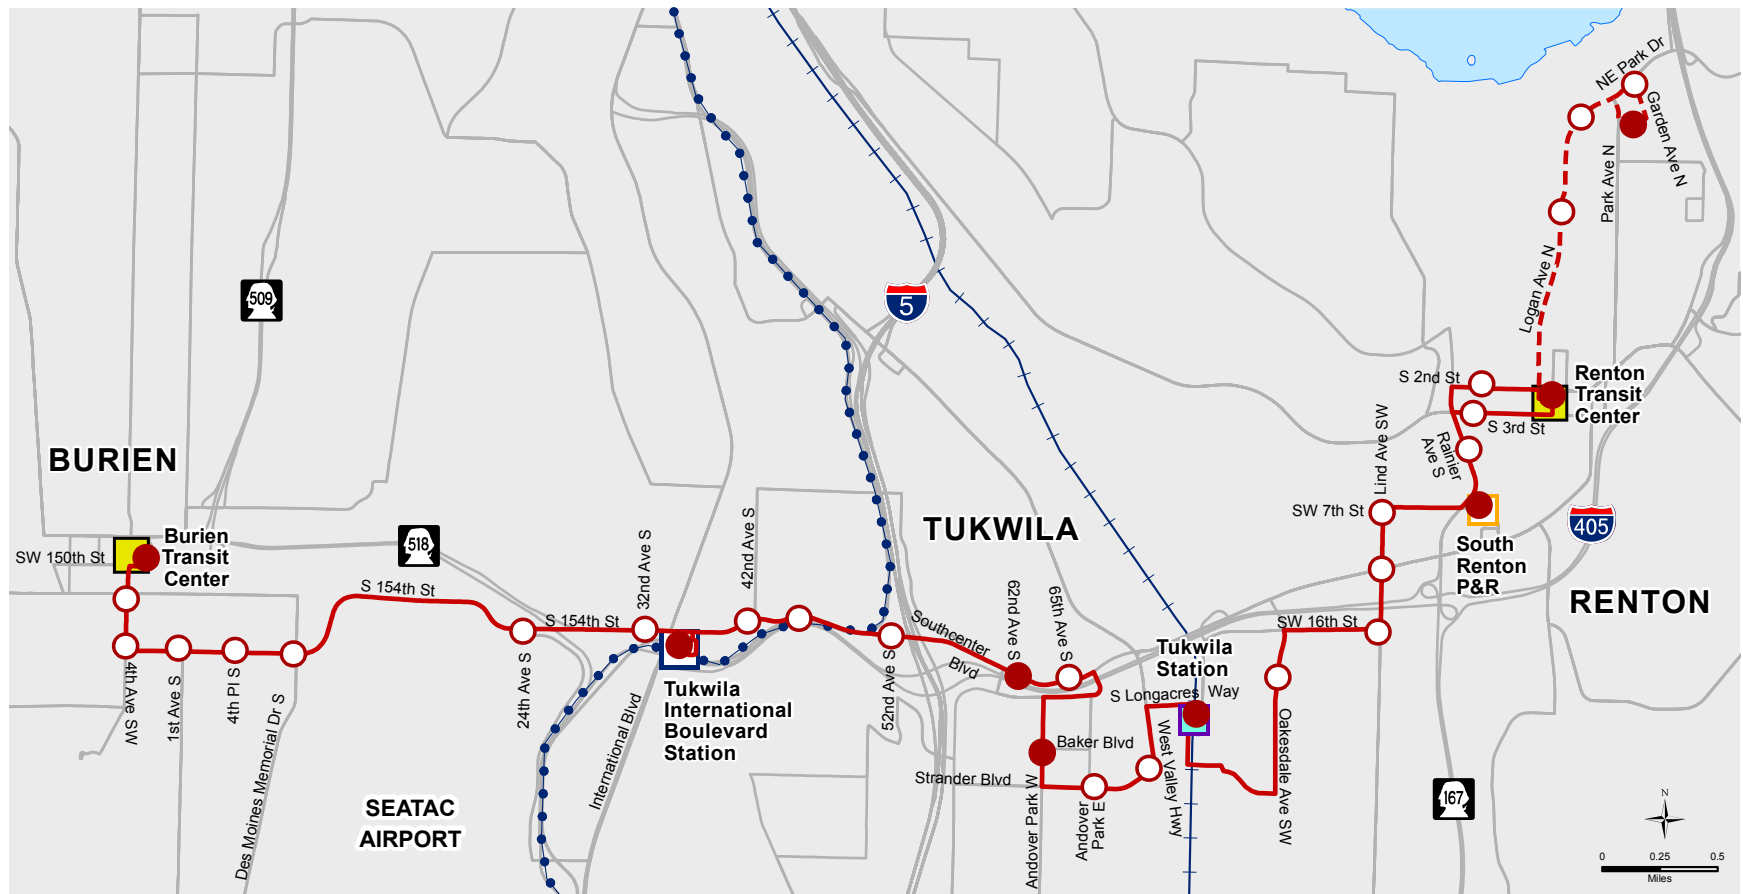 NE Park Dr
Garden Ave N
Park Ave N
509
5
Logan Ave N
S 2nd St
Renton
Transit
Center
S 3rd St
Rainier
Ave S
Lind Ave SW
BURIEN
SW 150th St
Burien
Transit
Center
518
S 154th St
S 154th St
32nd Ave S
42nd Ave S
TUKWILA
SW 7th St
405
South
Renton
P&R
RENTON
62nd Ave S
65th Ave S
Southcenter
Blvd
SW 16th St
Tukwila
Station
S Longacres Way
4th Ave SW
1st Ave S
4th Pl S
Des Moines Memorial Dr S
24th Ave S
International Blvd
Tukwila
International
Boulevard
Station
52nd Ave S
Baker Blvd
Strander Blvd
Andover Park W
Andover
Park E
West Valley Hwy
Oakesdale Ave SW
SEATAC
AIRPORT
167
N
0 0.25 0.5
Miles